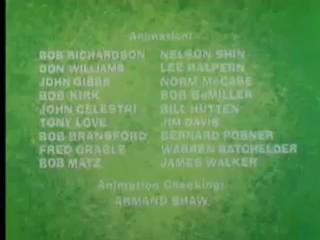 Animation:
BOB RICHARDSON NELSON SHIN
DON WILLIAMS LEE HALPERN
JOHN GIBBS NORM McCABE
BOB KIRK BOB BeMILLER
JOHN CELESTRI BILL HUTTEN
TONY LOVE JIM DAVIS
BOB BRANSFORD BERNARD POSNER
FRED GRABLE WARREN BATCHELDER
BOB MATZ JAMES WALKER
Animation Checking:
ARMAND SHAW